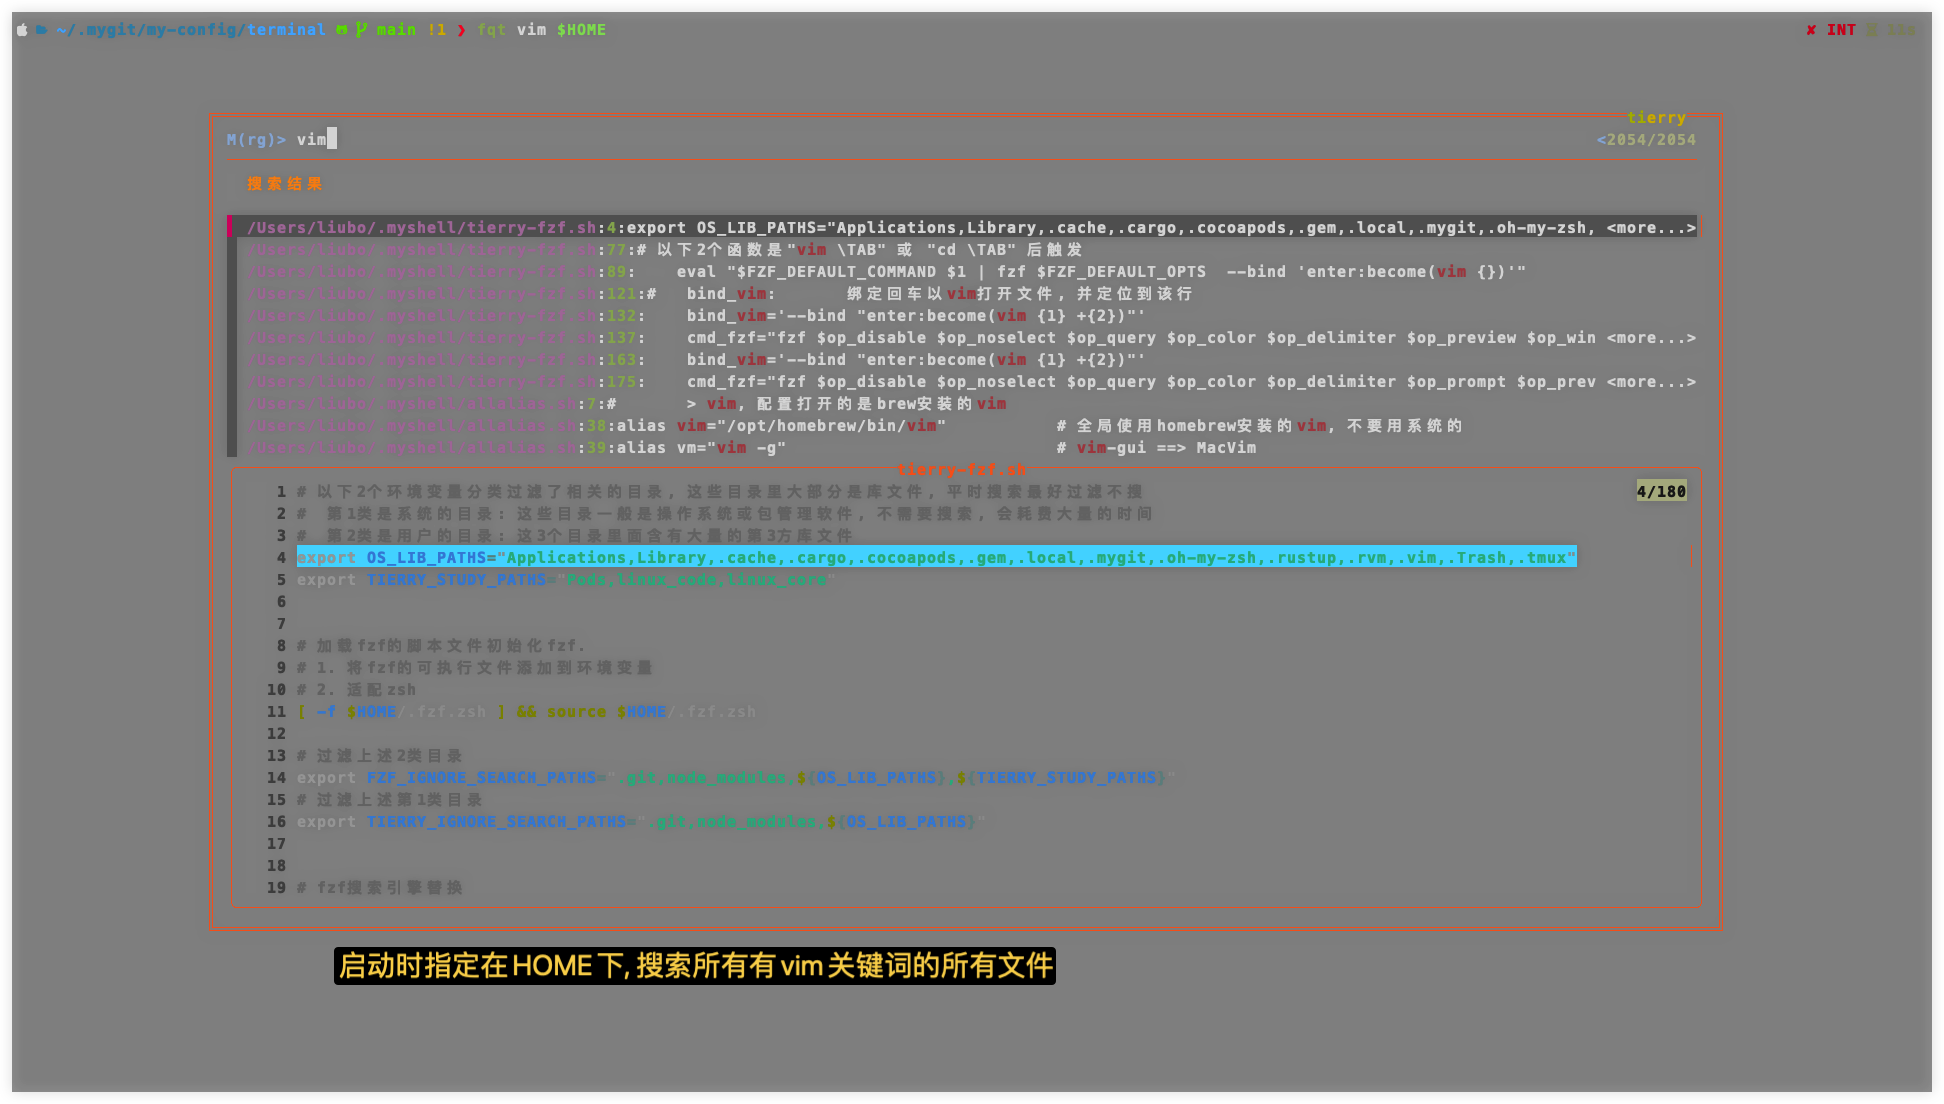 ~/.mygit/my-config/terminal main !1 ❯ fqt vim $HOME
✘ INT
tierry
M(rg)> vim
<2054/2054
搜索结果
/Users/liubo/.myshell/tierry-fzf.sh:4:export OS_LIB_PATHS="Applications,Library,.cache,.cargo,.cocoapods,.gem,.local,.mygit,.oh-my-zsh, <more...>
/Users/liubo/.myshell/tierry-fzf.sh:77:# 以下2个函数是"vim \TAB" 或 "cd \TAB" 后触发
/Users/liubo/.myshell/tierry-fzf.sh:89:    eval "$FZF_DEFAULT_COMMAND $1 | fzf $FZF_DEFAULT_OPTS  --bind 'enter:become(vim {})'"
/Users/liubo/.myshell/tierry-fzf.sh:121:#   bind_vim:       绑定回车以vim打开文件, 并定位到该行
/Users/liubo/.myshell/tierry-fzf.sh:132:    bind_vim='--bind "enter:become(vim {1} +{2})"'
/Users/liubo/.myshell/tierry-fzf.sh:137:    cmd_fzf="fzf $op_disable $op_noselect $op_query $op_color $op_delimiter $op_preview $op_win <more...>
/Users/liubo/.myshell/tierry-fzf.sh:163:    bind_vim='--bind "enter:become(vim {1} +{2})"'
/Users/liubo/.myshell/tierry-fzf.sh:175:    cmd_fzf="fzf $op_disable $op_noselect $op_query $op_color $op_delimiter $op_prompt $op_prev <more...>
:7:#       > vim, 配置打开的是brew安装的vim
:38:alias vim="/opt/homebrew/bin/vim"           # 全局使用homebrew安装的vim, 不要用系统的
:39:alias vm="vim -g"                           # vim-gui ==> MacVim
tierry-fzf.sh
4/180
1 # 以下2个环境变量分类过滤了相关的目录, 这些目录里大部分是库文件, 平时搜索最好过滤不搜
2 #  第1类是系统的目录: 这些目录一般是操作系统或包管理软件, 不需要搜索, 会耗费大量的时间
3 #  第2类是用户的目录: 这3个目录里面含有大量的第3方库文件
4 export OS_LIB_PATHS="Applications,Library,.cache,.cargo,.cocoapods,.gem,.local,.mygit,.oh-my-zsh,.rustup,.rvm,.vim,.Trash,.tmux"
5 export TIERRY_STUDY_PATHS="Pods,linux_code,linux_core"
6
7
8 # 加载fzf的脚本文件初始化fzf.
9 # 1. 将fzf的可执行文件添加到环境变量
10 # 2. 适配zsh
11 [ -f $HOME/.fzf.zsh ] && source $HOME/.fzf.zsh
12
13 # 过滤上述2类目录
14 export FZF_IGNORE_SEARCH_PATHS=".git,node_modules,${OS_LIB_PATHS},${TIERRY_STUDY_PATHS}"
15 # 过滤上述第1类目录
16 export TIERRY_IGNORE_SEARCH_PATHS=".git,node_modules,${OS_LIB_PATHS}"
17
18
19 # fzf搜索引擎替换
启动时指定在HOME下, 搜索所有有vim关键词的所有文件